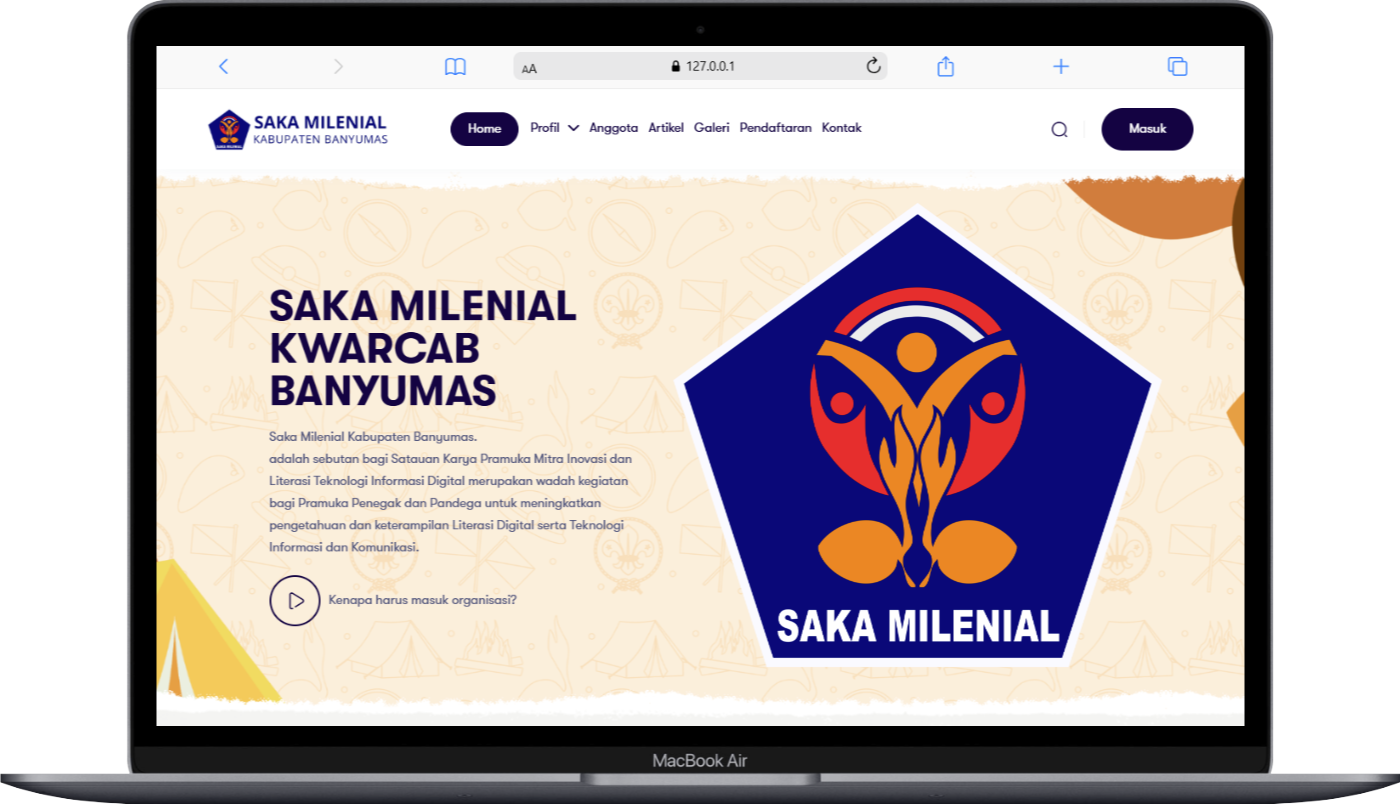 AA
127.0.0.1
SAKA MILENIAL
KABUPATEN BANYUMAS
Home
Profil
Anggota
Artikel
Galeri
Pendaftaran
Kontak
Masuk
SAKA MILENIAL
KWARCAB
BANYUMAS
Saka Milenial Kabupaten Banyumas.
adalah sebutan bagi Satauan Karya Pramuka Mitra Inovasi dan
Literasi Teknologi Informasi Digital merupakan wadah kegiatan
bagi Pramuka Penegak dan Pandega untuk meningkatkan
pengetahuan dan keterampilan Literasi Digital serta Teknologi
Informasi dan Komunikasi.
Kenapa harus masuk organisasi?
SAKA MILENIAL
MacBook Air